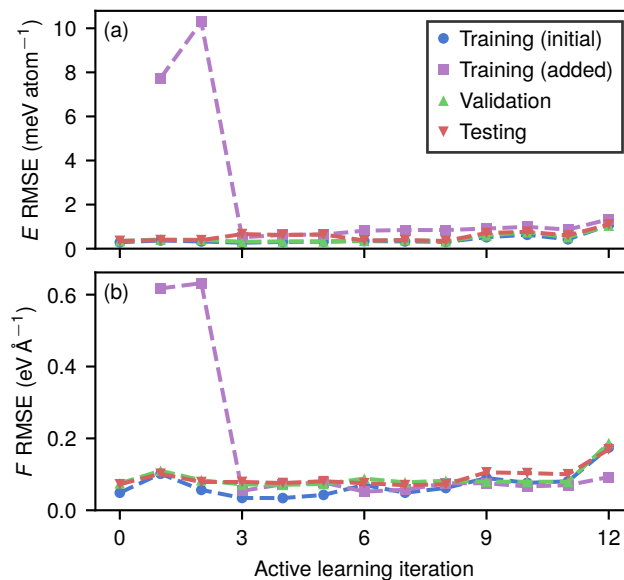 (a)
10
8
6
4
2
0
E RMSE (meV atom−1)
Training (initial)
Training (added)
Validation
Testing
(b)
0.6
0.4
0.2
0.0
F RMSE (eV Å−1)
0 3 6 9 12
Active learning iteration